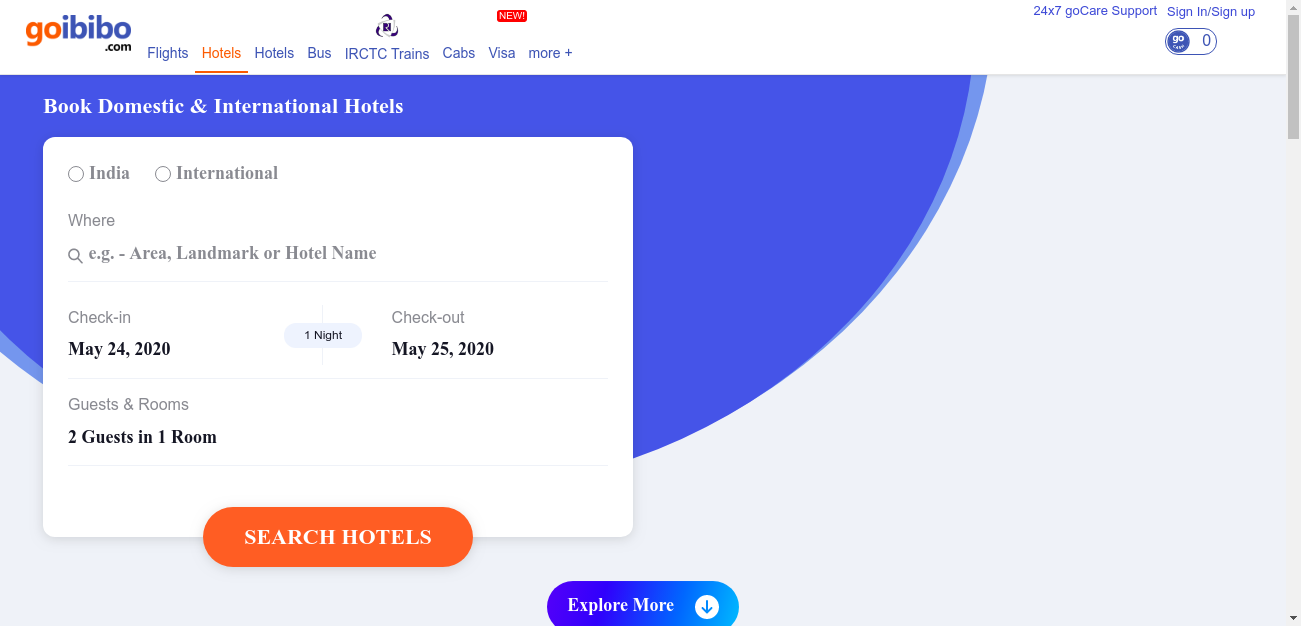 goibibo
.com
Flights
Hotels
Hotels
Bus
IRCTC Trains
Cabs
NEW!
Visa
more +
24x7 goCare Support
Sign In/Sign up
go
CASH
0
Book Domestic & International Hotels
India
International
Where
e.g. - Area, Landmark or Hotel Name
Check-in
May 24, 2020
1 Night
Check-out
May 25, 2020
Guests & Rooms
2 Guests in 1 Room
SEARCH HOTELS
Explore More